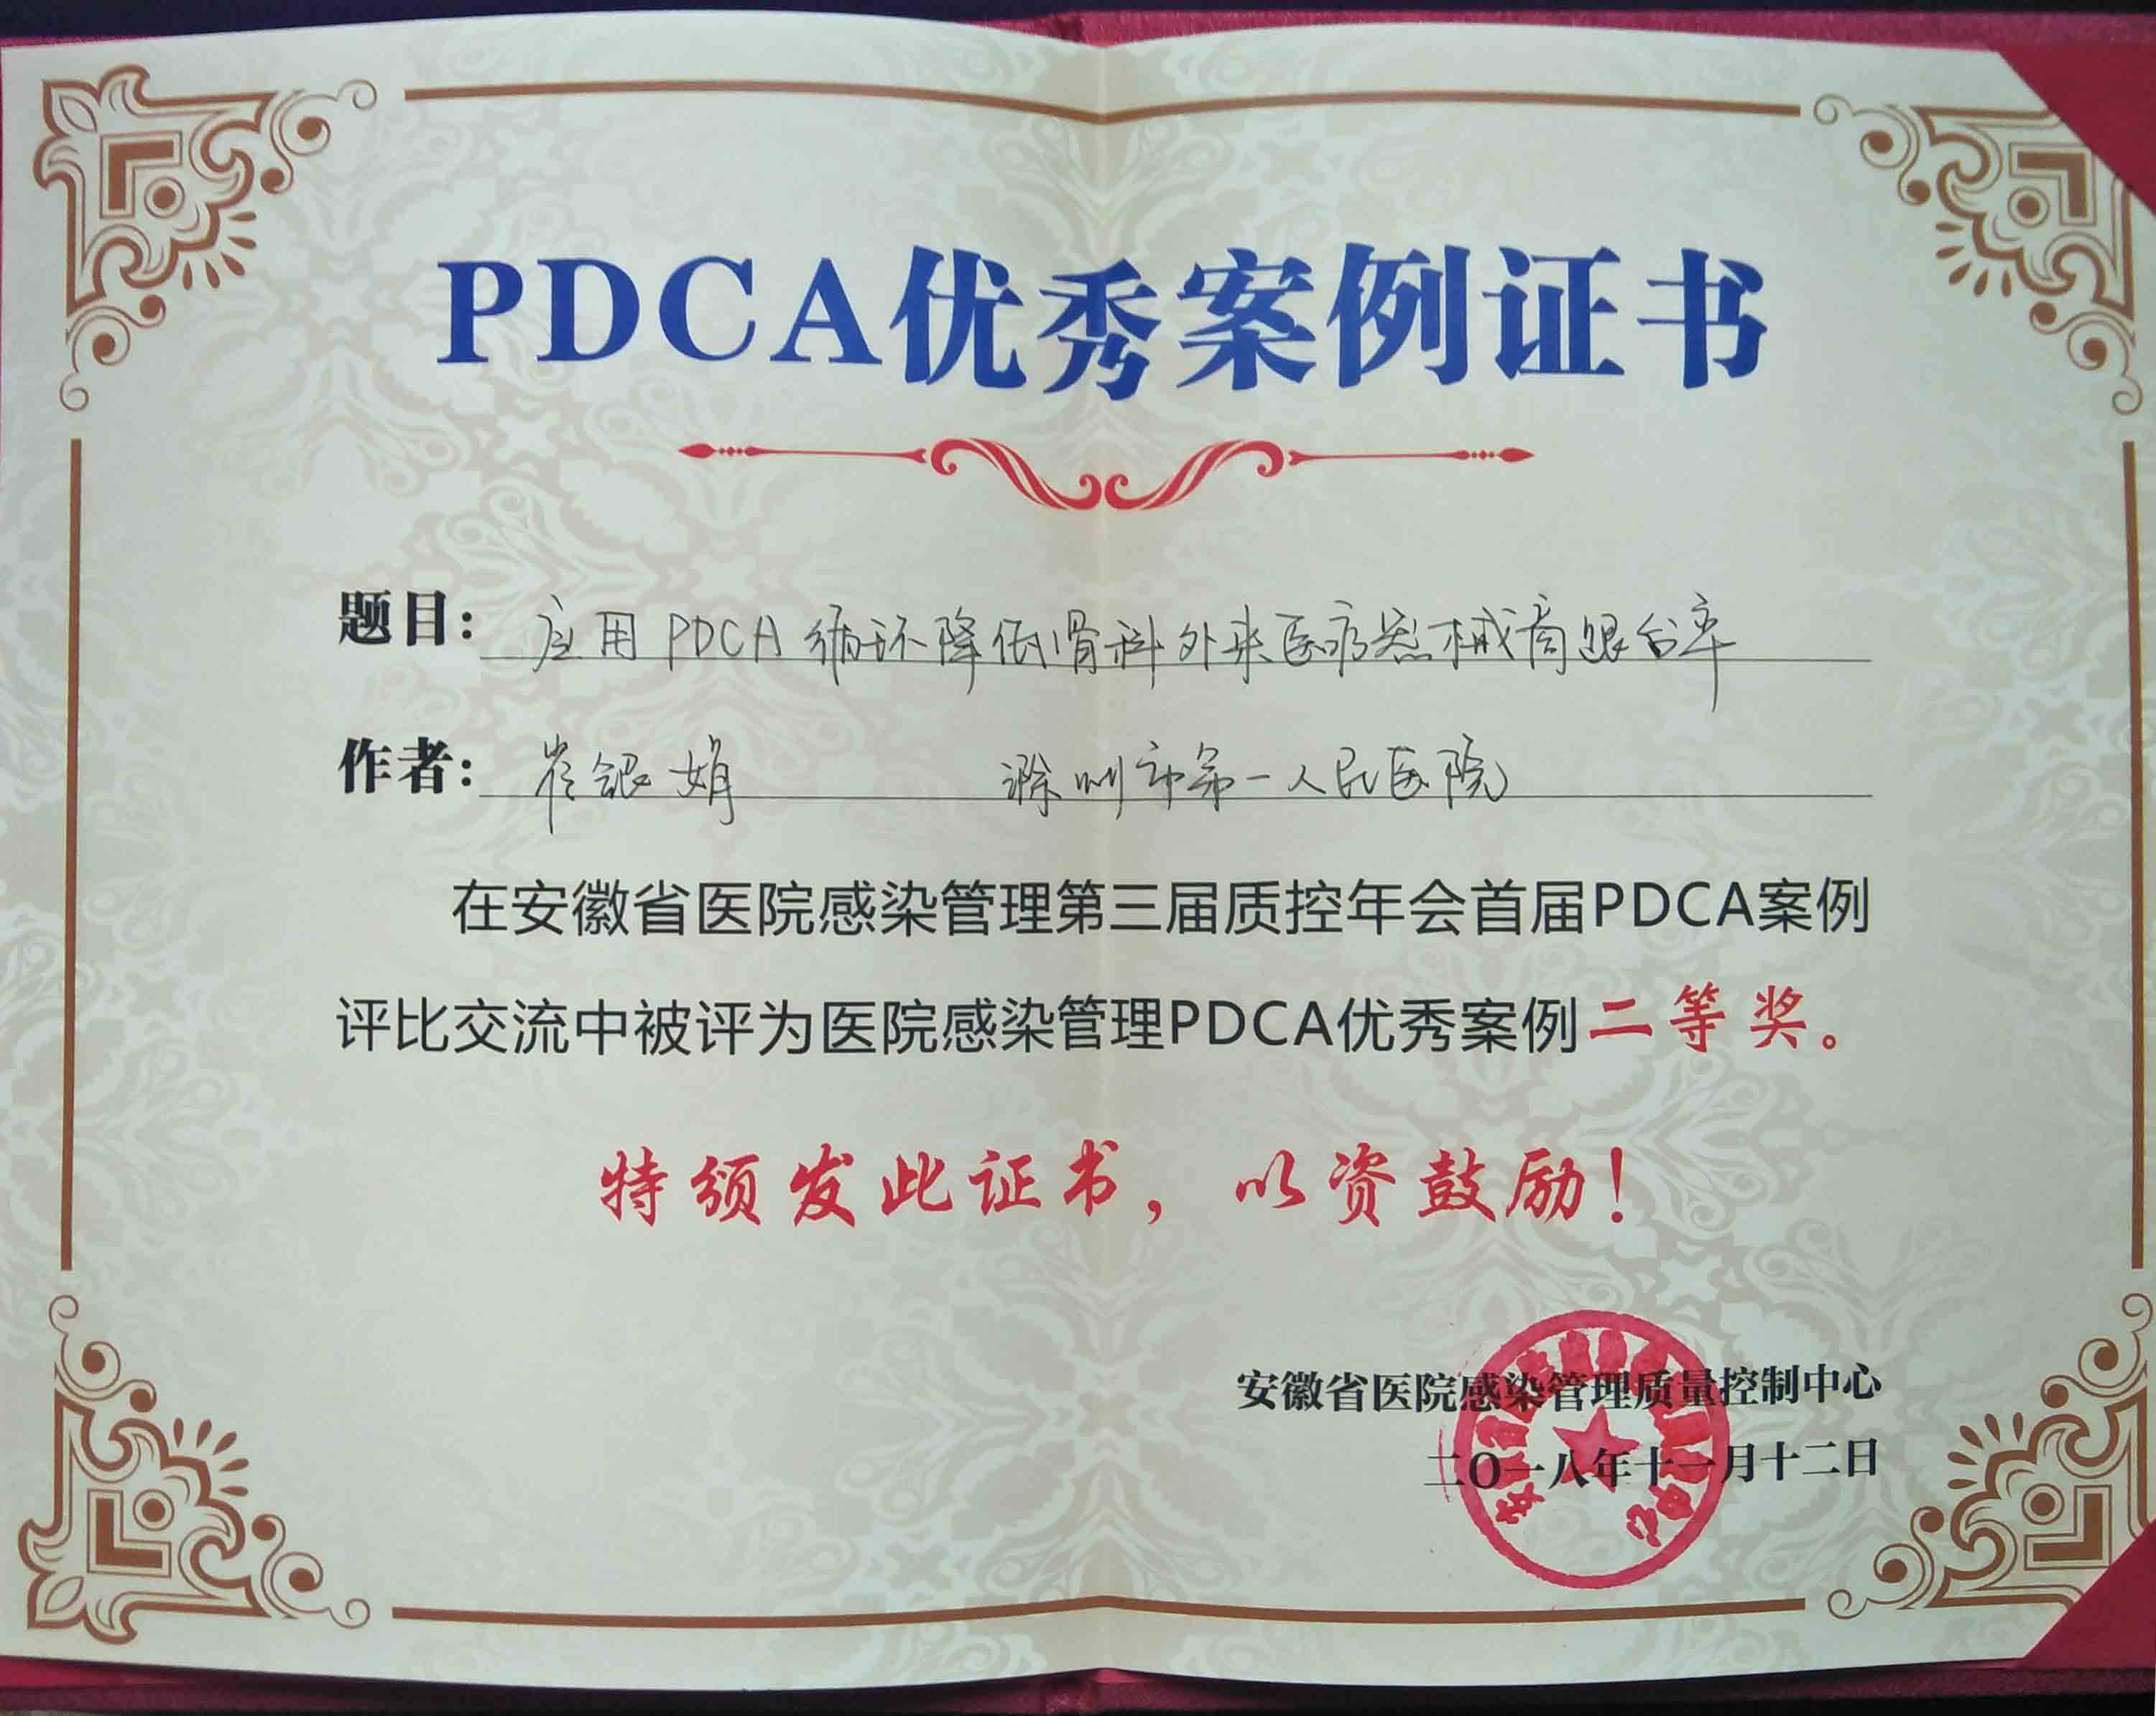 PDCA优秀案例证书
题目: 应用PDCA循环降低骨科外来医疗器械商跟台率
作者: 崔银娟 滁州市第一人民医院
在安徽省医院感染管理第三届质控年会首届PDCA案例
评比交流中被评为医院感染管理PDCA优秀案例二等奖。
特颁发此证书，以资鼓励！
安徽省医院感染管理质量控制中心
二〇一八年十一月十二日